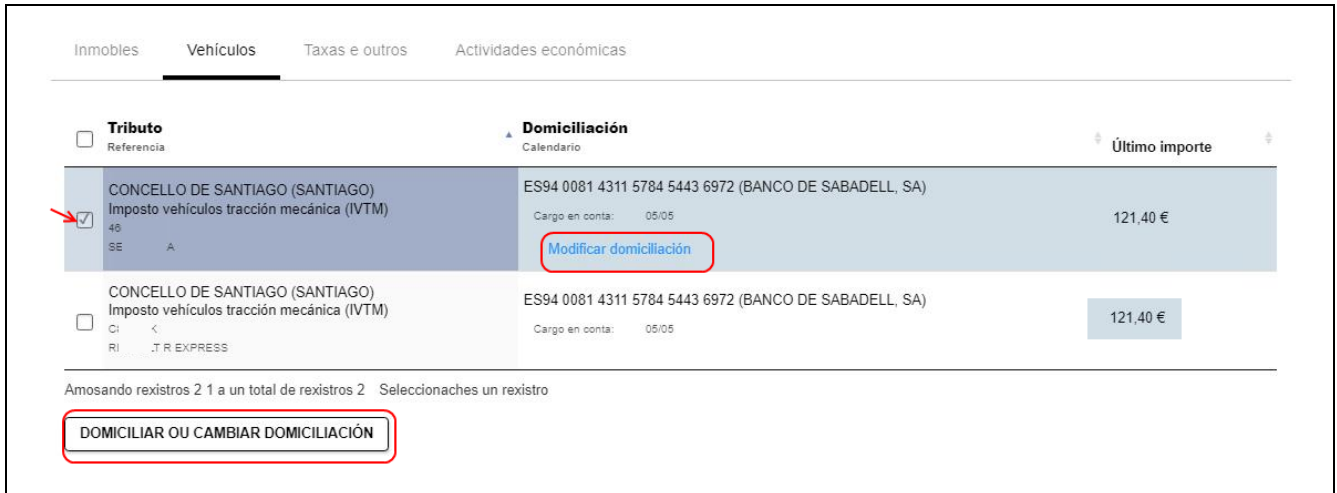 Inmobles Vehículos Taxas e outros Actividades económicas
Tributo Domiciliación
Referencia Calendario Último importe
CONCELLO DE SANTIAGO (SANTIAGO) ES94 0081 4311 5784 5443 6972 (BANCO DE SABADELL, SA)
Imposto vehículos tracción mecánica (IVTM) Cargo en conta: 05/05 121,40 €
46
SE A Modificar domiciliación
CONCELLO DE SANTIAGO (SANTIAGO) ES94 0081 4311 5784 5443 6972 (BANCO DE SABADELL, SA)
Imposto vehículos tracción mecánica (IVTM) 121,40 €
Cargo en conta: 05/05
R EXPRESS
Amosando rexistros 2 1 a un total de rexistros 2 Seleccionaches un rexistro
DOMICILIAR OU CAMBIAR DOMICILIACIÓN